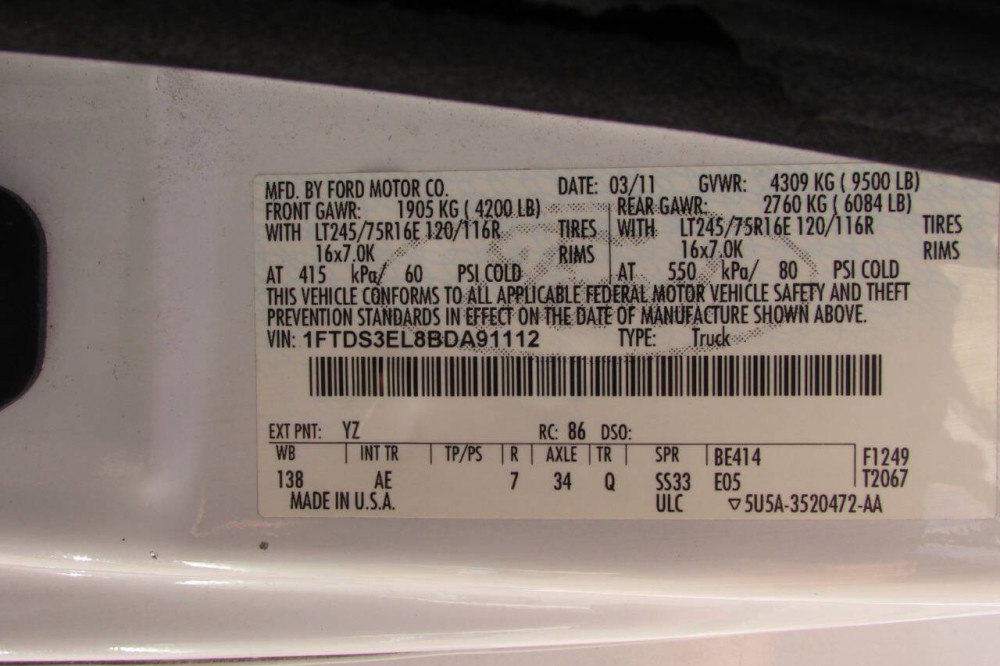 MFD. BY FORD MOTOR CO. DATE: 03/11 GVWR: 4309 KG ( 9500 LB)
FRONT GAWR: 1905 KG ( 4200 LB) REAR GAWR: 2760 KG ( 6084 LB)
WITH LT245/75R16E 120/116R TIRES WITH LT245/75R16E 120/116R TIRES
16x7.0K RIMS 16x7.0K RIMS
AT 415 kPa/ 60 PSI COLD AT 550 kPa/ 80 PSI COLD
THIS VEHICLE CONFORMS TO ALL APPLICABLE FEDERAL MOTOR VEHICLE SAFETY AND THEFT
PREVENTION STANDARDS IN EFFECT ON THE DATE OF MANUFACTURE SHOWN ABOVE.
VIN: 1FTDS3EL8BDA91112 TYPE: Truck
EXT PNT: YZ RC: 86 DSO:
WB INT TR TP/PS R AXLE TR SPR BE414 F1249
138 AE 7 34 Q SS33 E05 T2067
MADE IN U.S.A. ULC ▽5U5A-3520472-AA